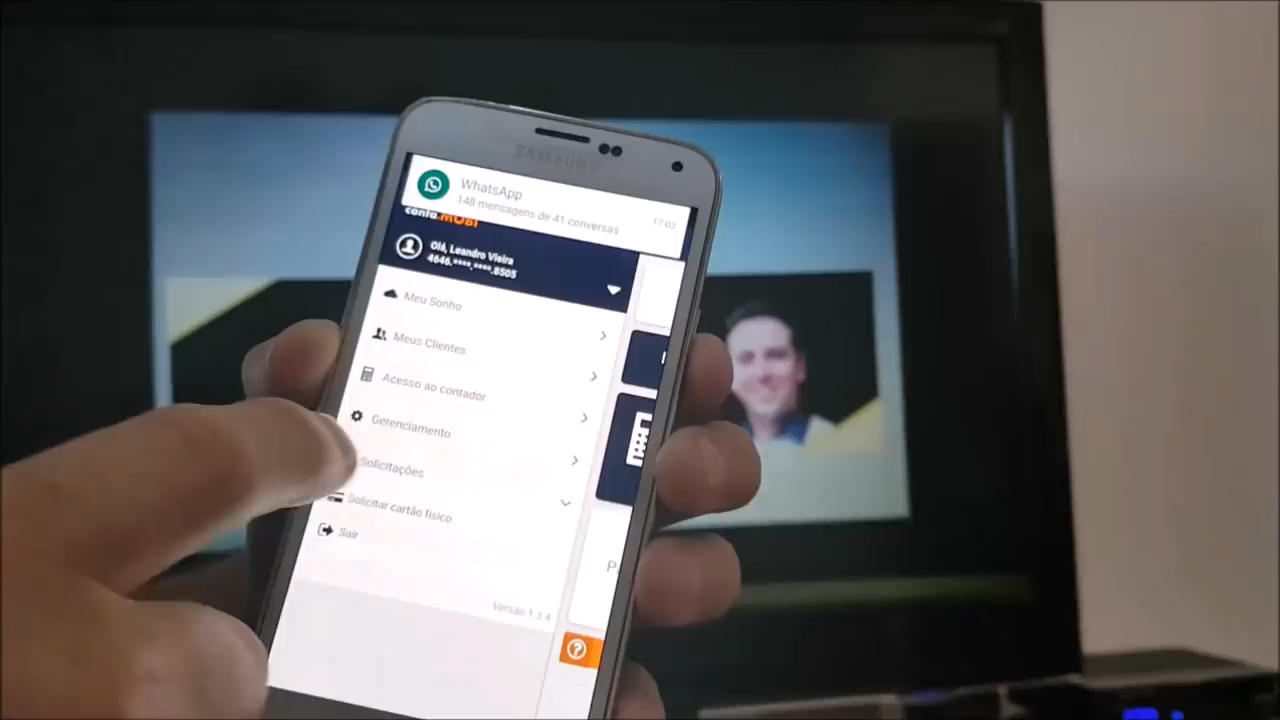 SAMSUNG
WhatsApp
148 mensagens de 41 conversas
17:02
conta.MOBI
Olá, Leandro Vieira
4646.****.****.8505
Meu Sonho
Meus Clientes
Acesso ao contador
Gerenciamento
Solicitações
Solicitar cartão físico
Sair
Versão 1.3.4
P
?